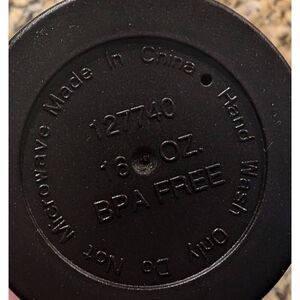 Made In China • Hand Wash Only Do Not Microwave
127740
16 OZ.
BPA FREE